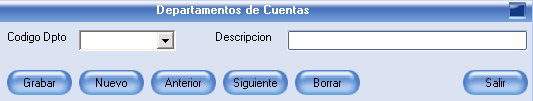 Departamentos de Cuentas
Codigo Dpto Descripcion
Grabar Nuevo Anterior Siguiente Borrar Salir